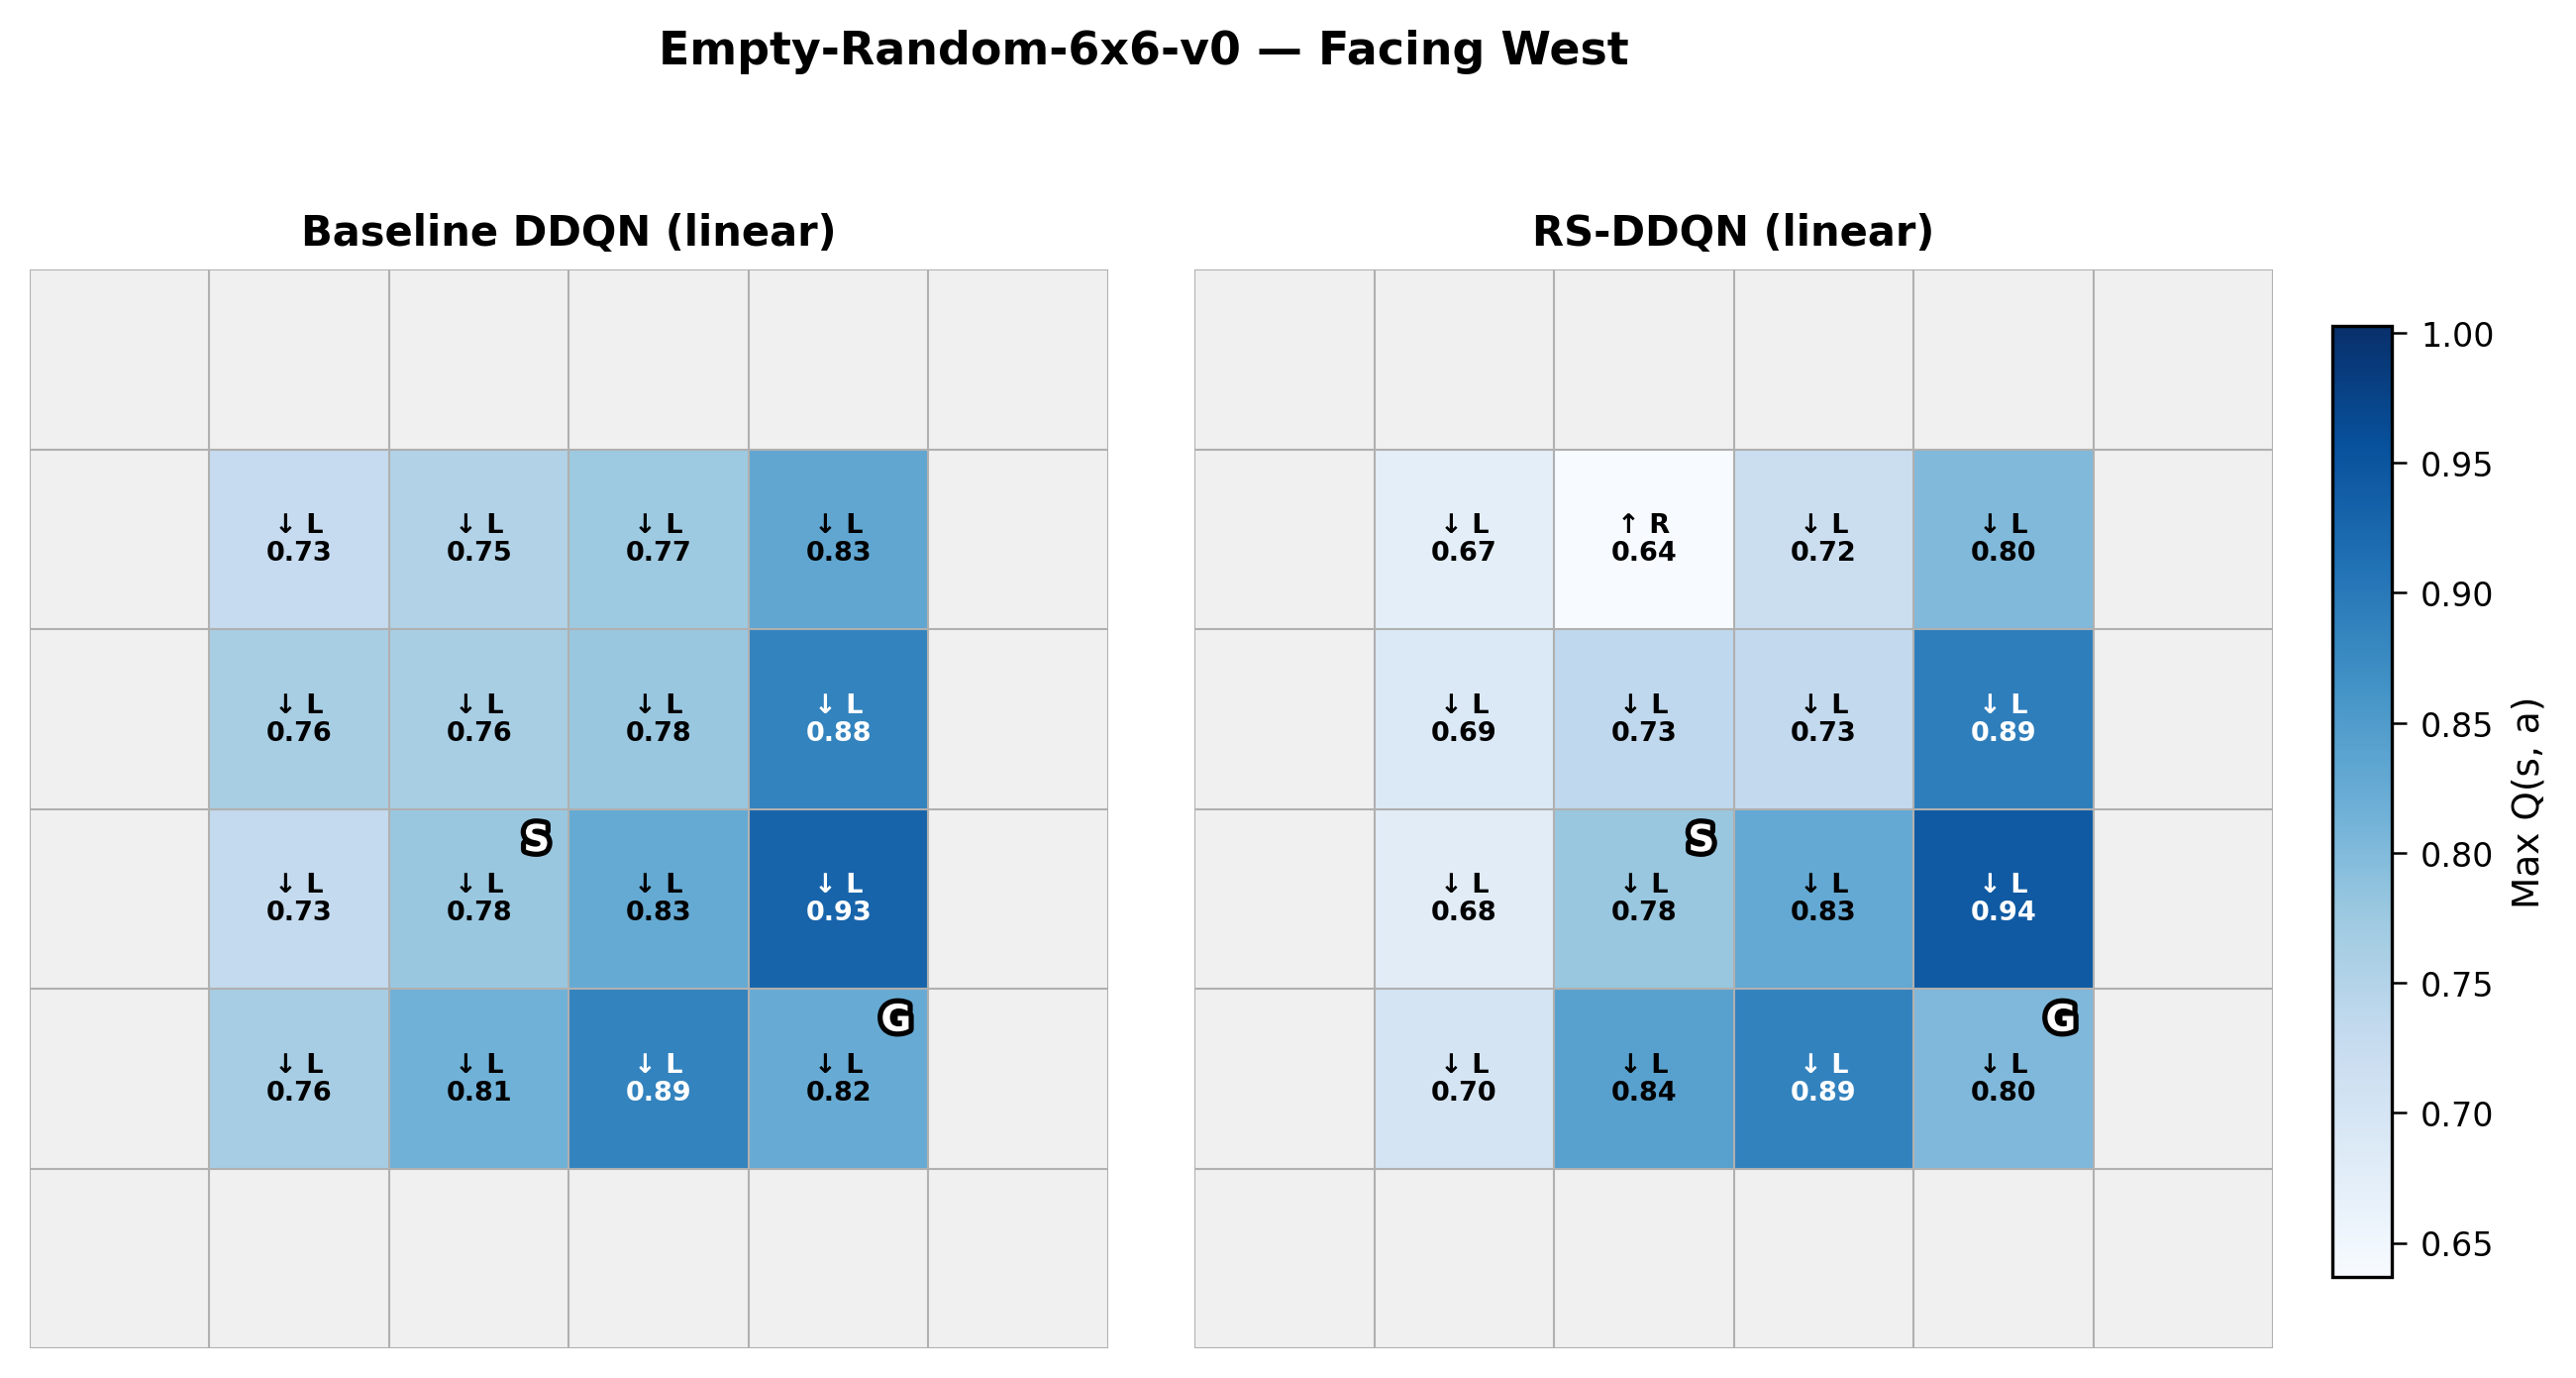 Empty-Random-6x6-v0 — Facing West
Baseline DDQN (linear)
↓ L
0.73
↓ L
0.75
↓ L
0.77
↓ L
0.83
↓ L
0.76
↓ L
0.76
↓ L
0.78
↓ L
0.88
↓ L
0.73
S
↓ L
0.78
↓ L
0.83
↓ L
0.93
↓ L
0.76
↓ L
0.81
↓ L
0.89
G
↓ L
0.82
RS-DDQN (linear)
↓ L
0.67
↑ R
0.64
↓ L
0.72
↓ L
0.80
↓ L
0.69
↓ L
0.73
↓ L
0.73
↓ L
0.89
↓ L
0.68
S
↓ L
0.78
↓ L
0.83
↓ L
0.94
↓ L
0.70
↓ L
0.84
↓ L
0.89
G
↓ L
0.80
1.00
0.95
0.90
0.85
0.80
0.75
0.70
0.65
Max Q(s, a)